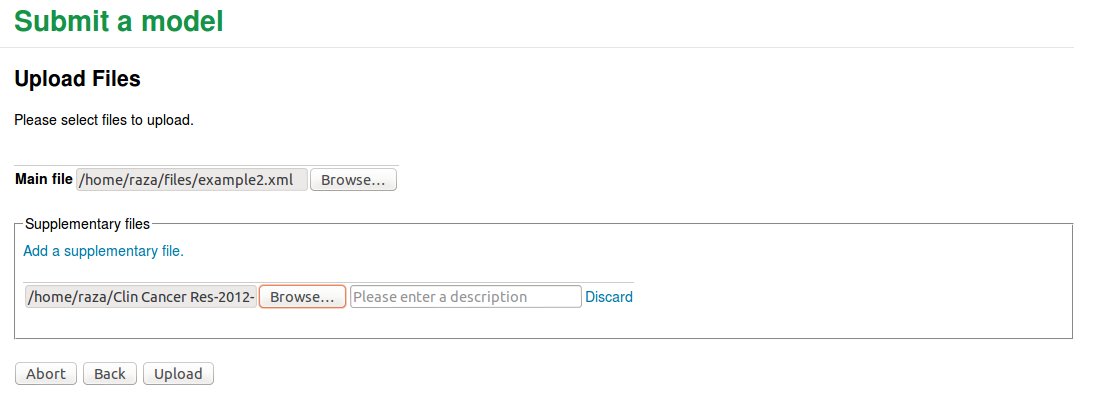 Submit a model
Upload Files
Please select files to upload.
Main file /home/raza/files/example2.xml Browse...
Supplementary files
Add a supplementary file.
/home/raza/Clin Cancer Res-2012- Browse... Please enter a description Discard
Abort Back Upload